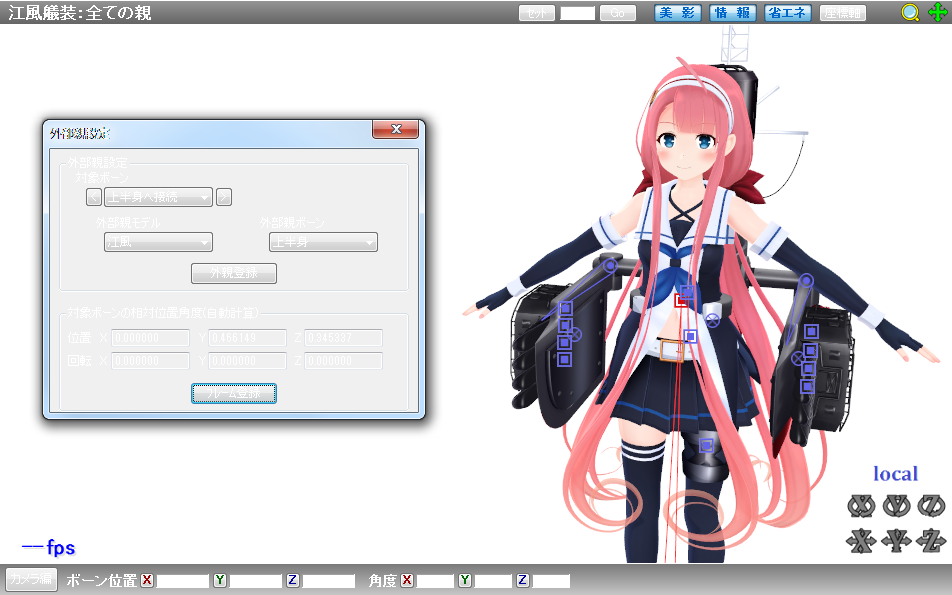 江風艤装：全ての親
セット Go 美 影 情 報 省エネ 座標軸
外部親設定
外部親設定
対象ボーン
< 上半身へ接続 >
外部親モデル 外部親ボーン
江風 上半身
外親登録
対象ボーンの相対位置角度(自動計算)
位置 X 0.000000 Y 0.466149 Z 0.345337
回転 X 0.000000 Y 0.000000 Z 0.000000
フレーム登録
local
X Y Z
X Y Z
--fps
カメラ編 ボーン位置 X Y Z 角度 X Y Z